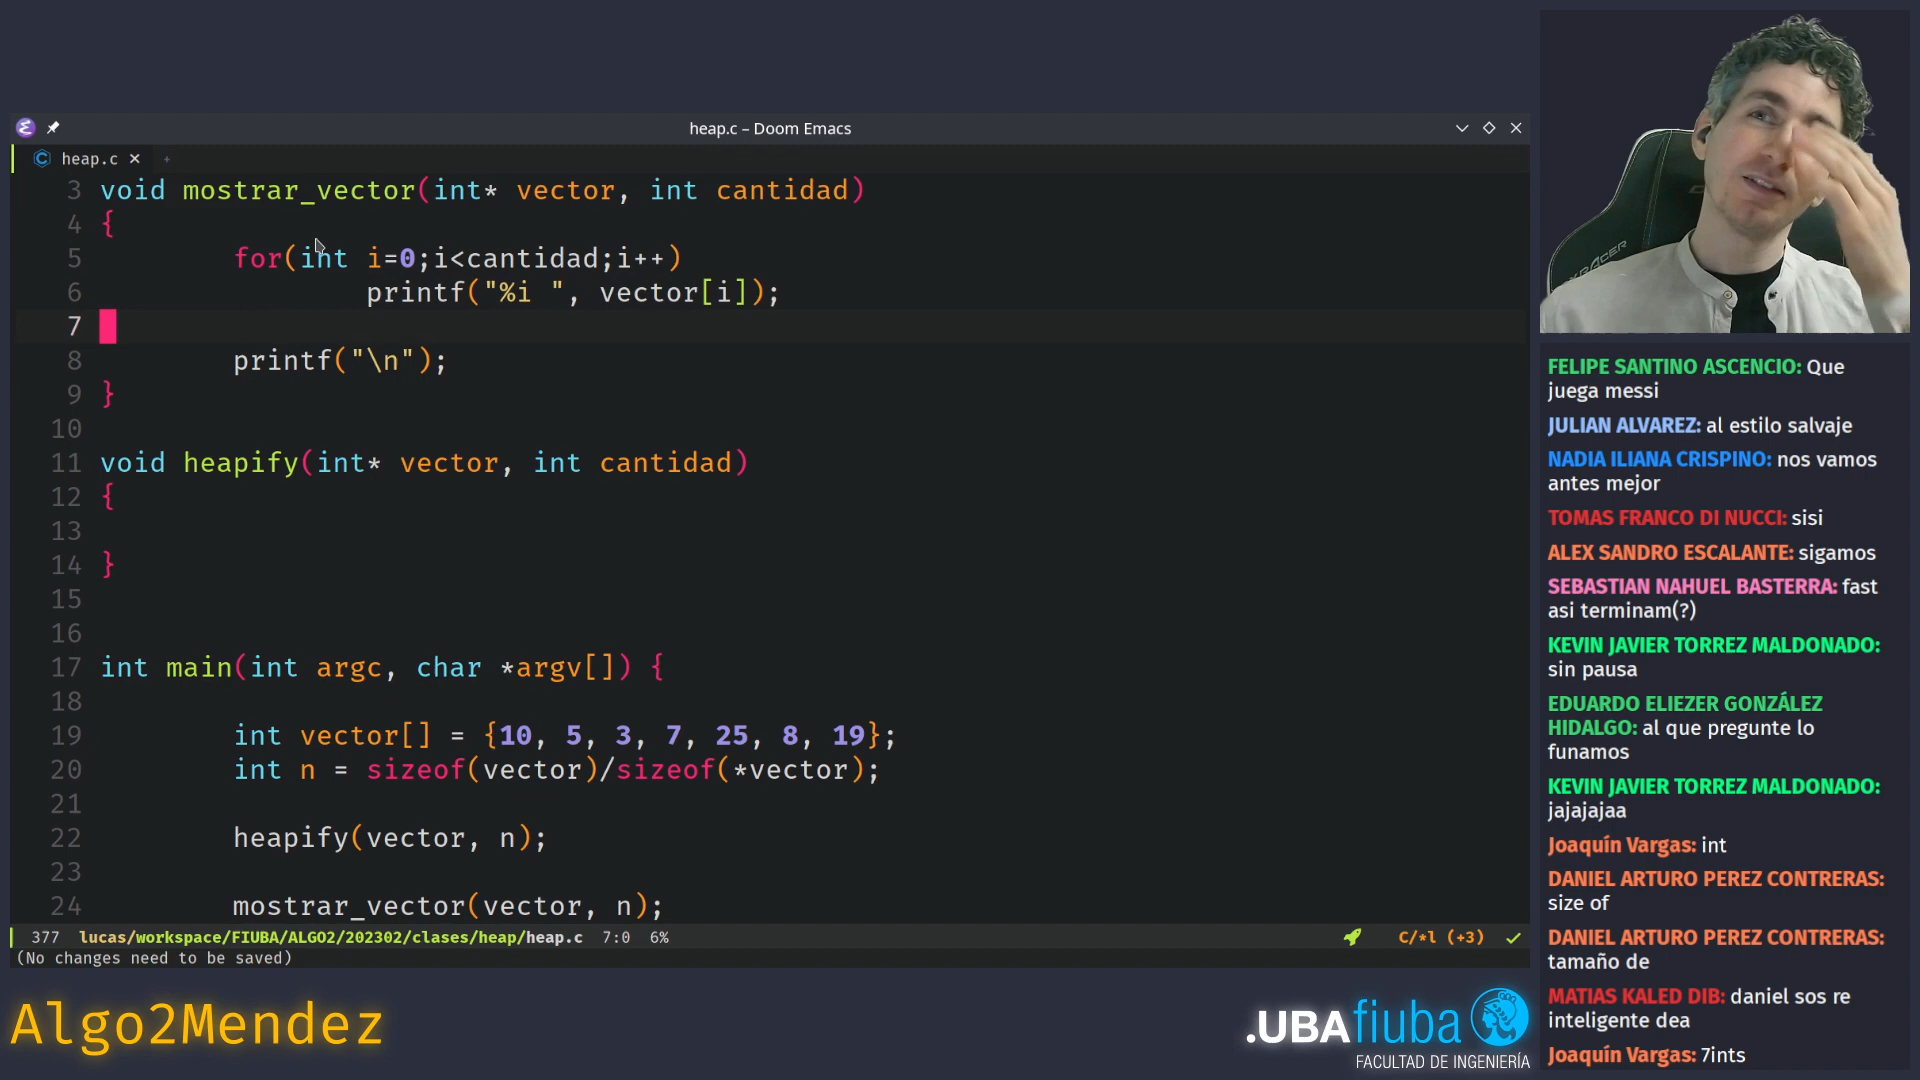 heap.c – Doom Emacs
heap.c
3 void mostrar_vector(int* vector, int cantidad)
4 {
5 for(int i=0;i<cantidad;i++)
6 printf("%i ", vector[i]);
7
8 printf("\n");
9 }
10
11 void heapify(int* vector, int cantidad)
12 {
13
14 }
15
16
17 int main(int argc, char *argv[]) {
18
19 int vector[] = {10, 5, 3, 7, 25, 8, 19};
20 int n = sizeof(vector)/sizeof(*vector);
21
22 heapify(vector, n);
23
24 mostrar_vector(vector, n);
377 lucas/workspace/FIUBA/ALGO2/202302/clases/heap/heap.c 7:0 6% C/*l (+3)
(No changes need to be saved)
Algo2Mendez
.UBAfiuba
FACULTAD DE INGENIERÍA
FELIPE SANTINO ASCENCIO: Que
juega messi
JULIAN ALVAREZ: al estilo salvaje
NADIA ILIANA CRISPINO: nos vamos
antes mejor
TOMAS FRANCO DI NUCCI: sisi
ALEX SANDRO ESCALANTE: sigamos
SEBASTIAN NAHUEL BASTERRA: fast
asi terminam(?)
KEVIN JAVIER TORREZ MALDONADO:
sin pausa
EDUARDO ELIEZER GONZÁLEZ
HIDALGO: al que pregunte lo
funamos
KEVIN JAVIER TORREZ MALDONADO:
jajajajaa
Joaquín Vargas: int
DANIEL ARTURO PEREZ CONTRERAS:
size of
DANIEL ARTURO PEREZ CONTRERAS:
tamaño de
MATIAS KALED DIB: daniel sos re
inteligente dea
Joaquín Vargas: 7ints